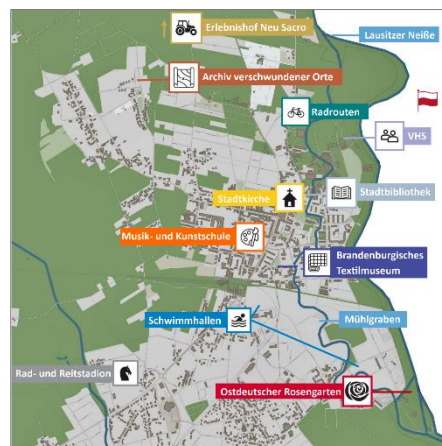 Erlebnishof Neu Sacro
Lausitzer Neiße
Archiv verschwundener Orte
Radrouten
VHS
Stadtkirche
Stadtbibliothek
Musik- und Kunstschule
Brandenburgisches
Textilmuseum
Schwimmhallen
Mühlgraben
Rad- und Reitstadion
Ostdeutscher Rosengarten